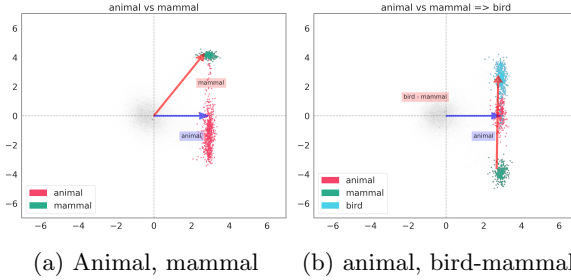 animal vs mammal
6
4
2
0
−2
−4
−6
−6 −4 −2 0 2 4 6
mammal
animal
animal
mammal
animal vs mammal => bird
6
4
2
0
−2
−4
−6
−6 −4 −2 0 2 4 6
bird - mammal
animal
animal
mammal
bird
(a) Animal, mammal
(b) animal, bird-mammal